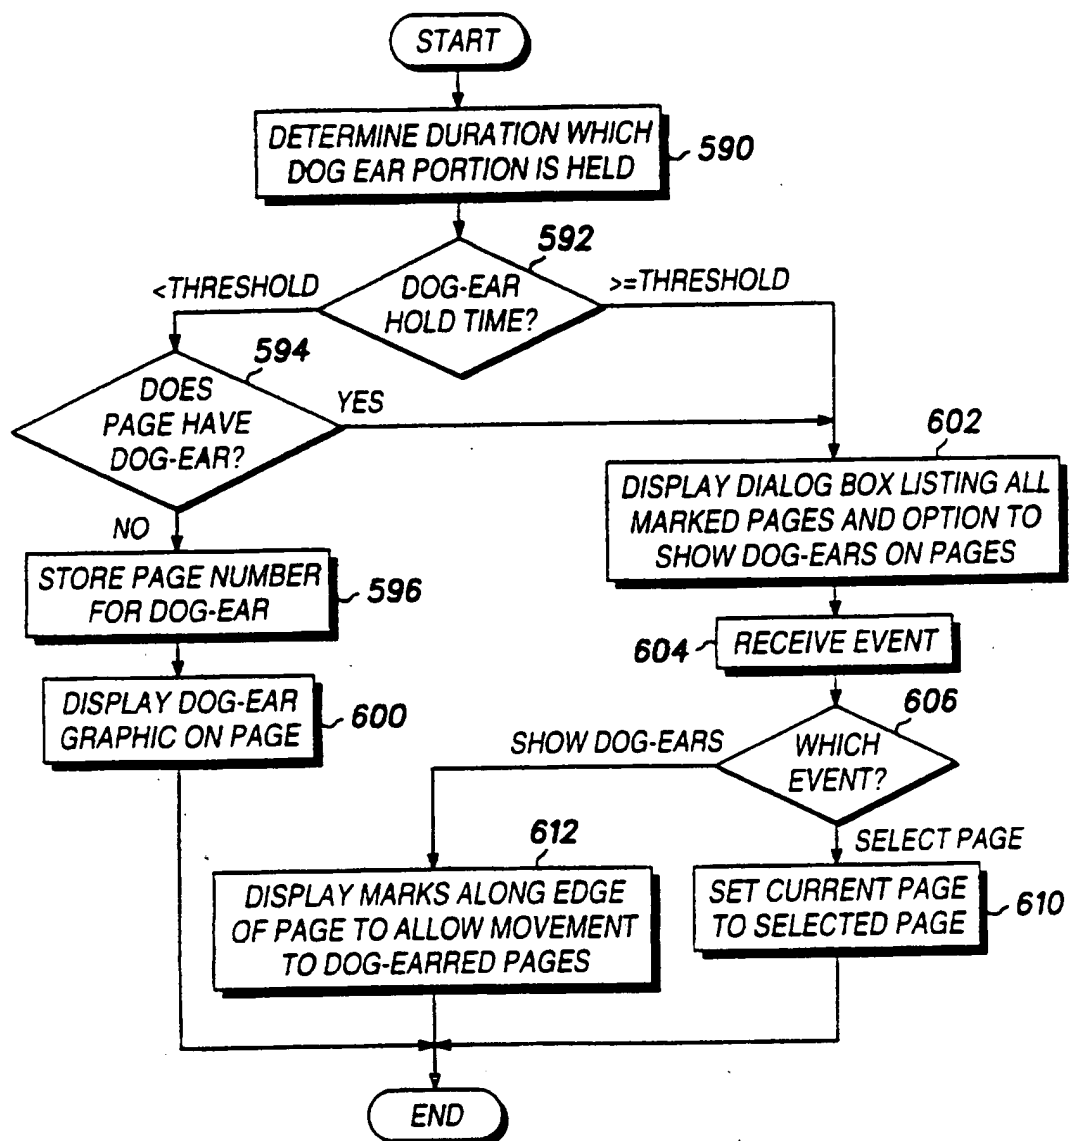 START
DETERMINE DURATION WHICH
DOG EAR PORTION IS HELD
590
592
<THRESHOLD
DOG-EAR
HOLD TIME?
>=THRESHOLD
594
DOES
PAGE HAVE
DOG-EAR?
YES
NO
602
DISPLAY DIALOG BOX LISTING ALL
MARKED PAGES AND OPTION TO
SHOW DOG-EARS ON PAGES
STORE PAGE NUMBER
FOR DOG-EAR
596
604
RECEIVE EVENT
DISPLAY DOG-EAR
GRAPHIC ON PAGE
600
606
SHOW DOG-EARS
WHICH
EVENT?
SELECT PAGE
612
DISPLAY MARKS ALONG EDGE
OF PAGE TO ALLOW MOVEMENT
TO DOG-EARRED PAGES
SET CURRENT PAGE
TO SELECTED PAGE
610
END